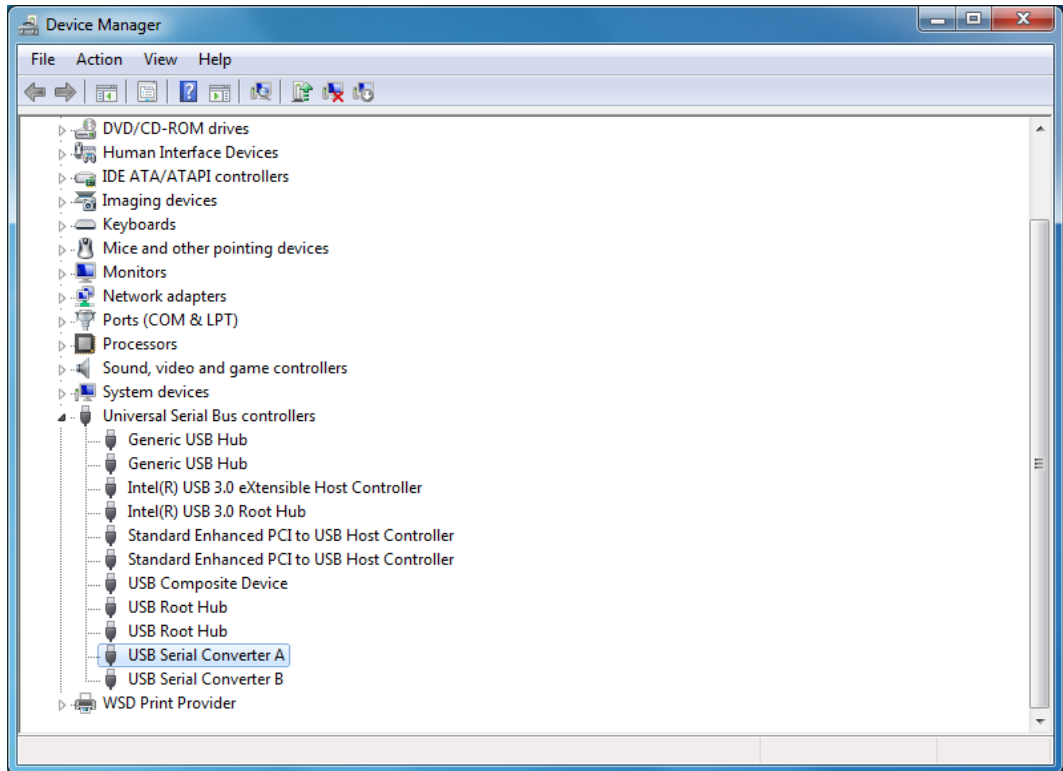 Device Manager
File Action View Help
DVD/CD-ROM drives
Human Interface Devices
IDE ATA/ATAPI controllers
Imaging devices
Keyboards
Mice and other pointing devices
Monitors
Network adapters
Ports (COM & LPT)
Processors
Sound, video and game controllers
System devices
Universal Serial Bus controllers
Generic USB Hub
Generic USB Hub
Intel(R) USB 3.0 eXtensible Host Controller
Intel(R) USB 3.0 Root Hub
Standard Enhanced PCI to USB Host Controller
Standard Enhanced PCI to USB Host Controller
USB Composite Device
USB Root Hub
USB Root Hub
USB Serial Converter A
USB Serial Converter B
WSD Print Provider